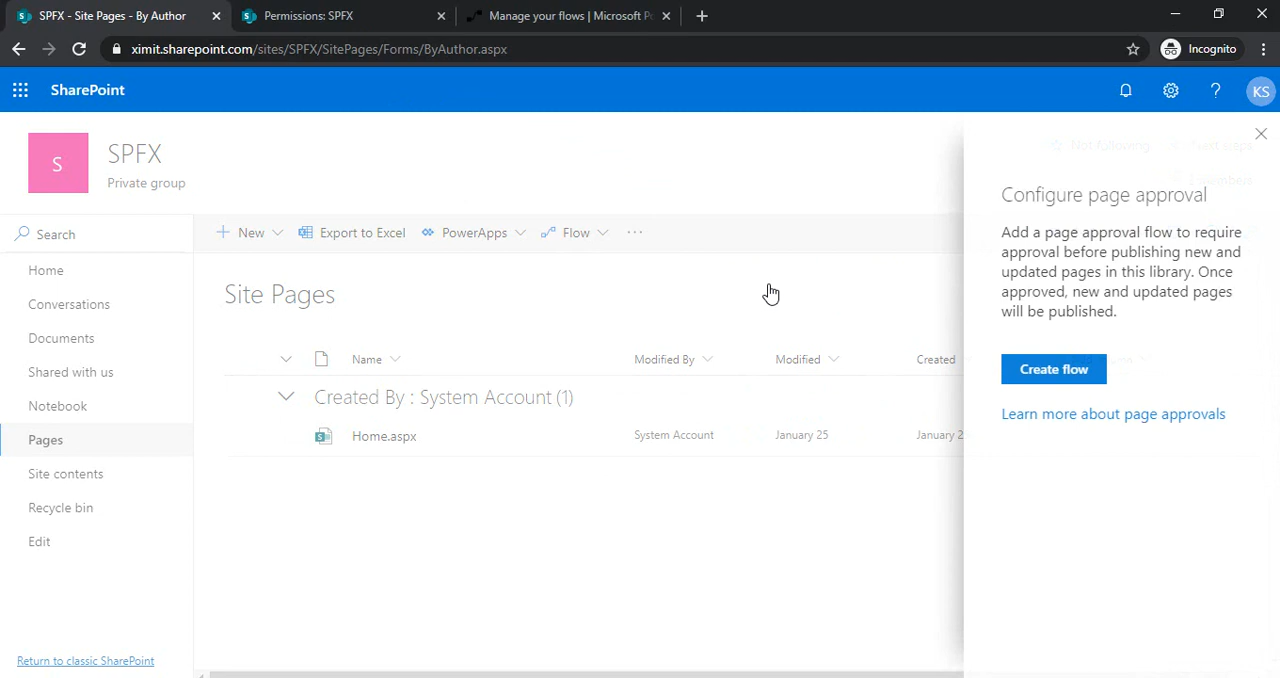 SPFX - Site Pages - By Author
Permissions: SPFX
Manage your flows | Microsoft Po
ximit.sharepoint.com/sites/SPFX/SitePages/Forms/ByAuthor.aspx
Incognito
SharePoint
KS
S
SPFX
Private group
Not following
Next steps
members
Configure page approval
Add a page approval flow to require
approval before publishing new and
updated pages in this library. Once
approved, new and updated pages
will be published.
Create flow
Learn more about page approvals
Search
New
Export to Excel
PowerApps
Flow
Home
Conversations
Documents
Shared with us
Notebook
Pages
Site contents
Recycle bin
Edit
Return to classic SharePoint
Site Pages
Name
Modified By
Modified
Created
Created By : System Account (1)
Home.aspx
System Account
January 25
January 2